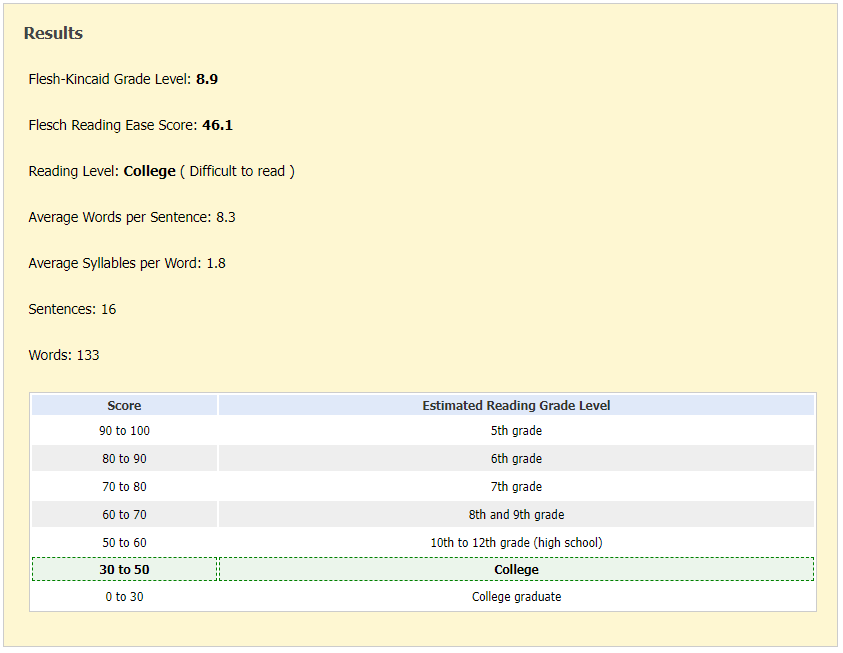 Results
Flesh-Kincaid Grade Level: 8.9
Flesch Reading Ease Score: 46.1
Reading Level: College ( Difficult to read )
Average Words per Sentence: 8.3
Average Syllables per Word: 1.8
Sentences: 16
Words: 133
Score Estimated Reading Grade Level
90 to 100 5th grade
80 to 90 6th grade
70 to 80 7th grade
60 to 70 8th and 9th grade
50 to 60 10th to 12th grade (high school)
30 to 50 College
0 to 30 College graduate